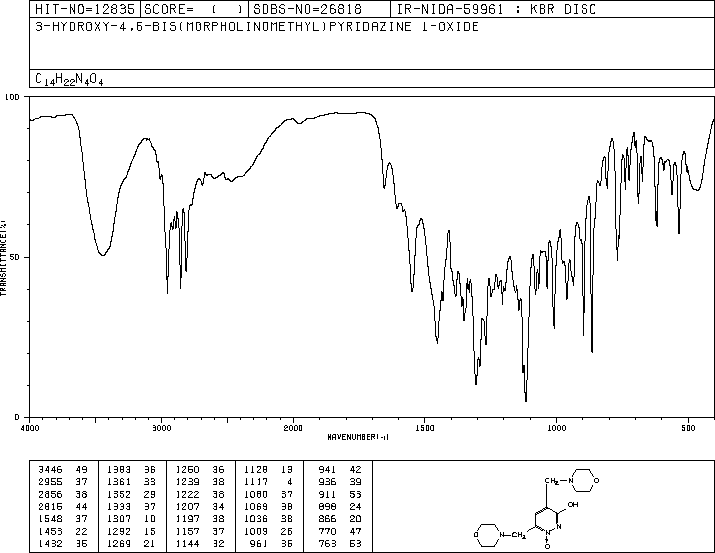 HIT-NO=12835 SCORE= ( ) SDBS-NO=26818 IR-NIDA-59961 : KBR DISC
3-HYDROXY-4,6-BIS(MORPHOLINOMETHYL)PYRIDAZINE 1-OXIDE
C14H22N4O4
100
50
0
TRANSMITTANCE(%)
4000 3000 2000 1500 1000 500
WAVENUMBER(-1)
3446 49 1383 36 1250 36 1128 13 941 42
2955 37 1361 33 1239 38 1117 4 936 39
2856 38 1352 29 1222 38 1080 37 911 53
2815 44 1333 37 1207 34 1069 38 898 24
1548 37 1307 10 1197 38 1036 38 866 20
1453 22 1292 15 1157 37 1009 26 770 47
1432 35 1269 21 1144 32 961 35 763 53
CH2 N O
OH
O N CH2 N N
O